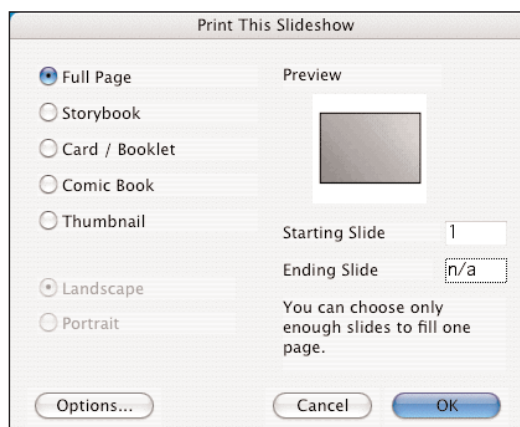 Print This Slideshow
Full Page
Storybook
Card / Booklet
Comic Book
Thumbnail
Landscape
Portrait
Preview
Starting Slide 1
Ending Slide n/a
You can choose only
enough slides to fill one
page.
Options...
Cancel
OK